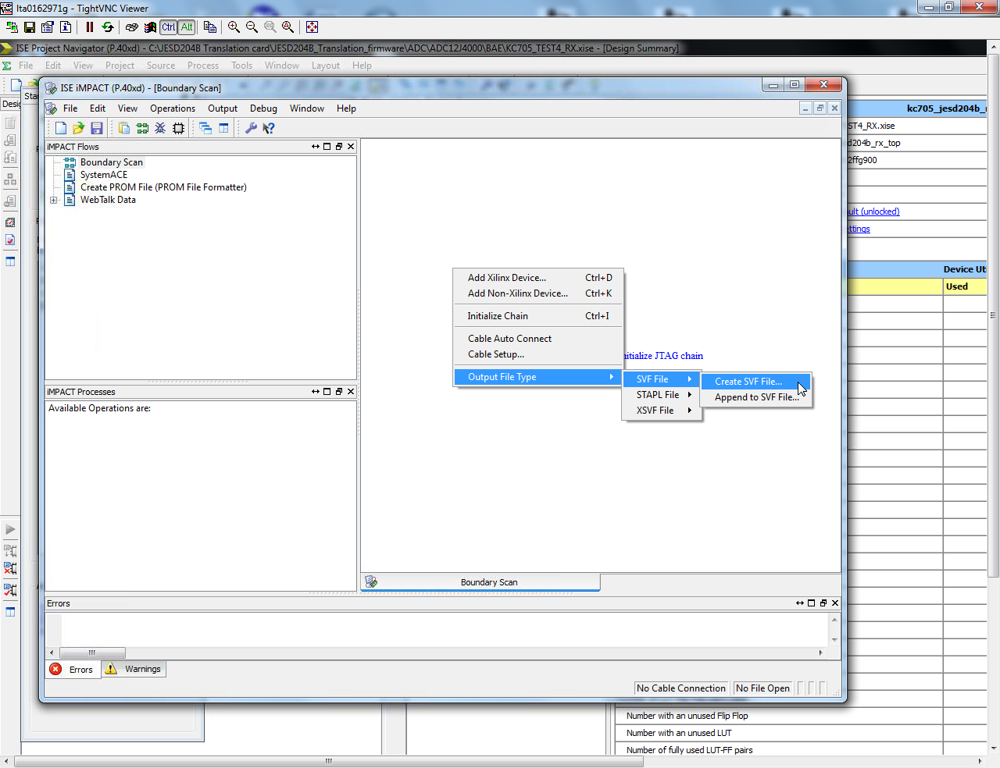 lta0162971g - TightVNC Viewer
Ctrl Alt
ISE Project Navigator (P.40xd) - C:\JESD204B Translation card\JESD204B_Translation_firmware\ADC\ADC12J4000\BAE\KC705_TEST4_RX.xise - [Design Summary]
File Edit View Project Source Process Tools Window Layout Help
ISE iMPACT (P.40xd) - [Boundary Scan]
File Edit View Operations Output Debug Window Help
iMPACT Flows
Boundary Scan
SystemACE
Create PROM File (PROM File Formatter)
WebTalk Data
iMPACT Processes
Available Operations are:
Add Xilinx Device... Ctrl+D
Add Non-Xilinx Device... Ctrl+K
Initialize Chain Ctrl+I
Cable Auto Connect
Cable Setup...
Output File Type
SVF File
STAPL File
XSVF File
Create SVF File...
Append to SVF File...
nitialize JTAG chain
Boundary Scan
Errors
Errors Warnings
No Cable Connection No File Open
kc705_jesd204b_
ST4_RX.xise
d204b_rx_top
2ffg900
ult (unlocked)
ttings
Device Ut
Used
Number with an unused Flip Flop
Number with an unused LUT
Number of fully used LUT-FF pairs